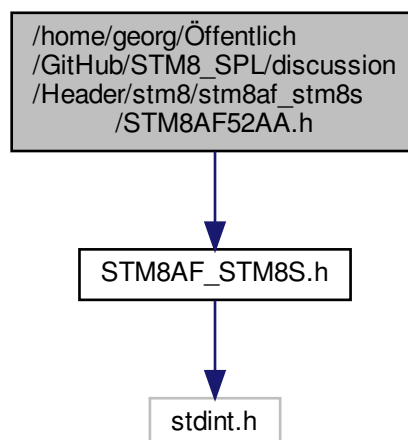 /home/georg/Öffentlich
/GitHub/STM8_SPL/discussion
/Header/stm8/stm8af_stm8s
/STM8AF52AA.h
STM8AF_STM8S.h
stdint.h